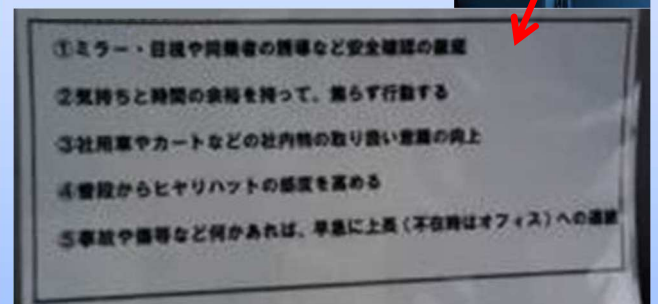 ①ミラー・目視や同乗者の誘導など安全確認の徹底
②気持ちと時間の余裕を持って、焦らず行動する
③社用車やカートなどの社内物の取り扱い意識の向上
④普段からヒヤリハットの感度を高める
⑤事故や傷等など何かあれば、早急に上長（不在時はオフィス）への連絡